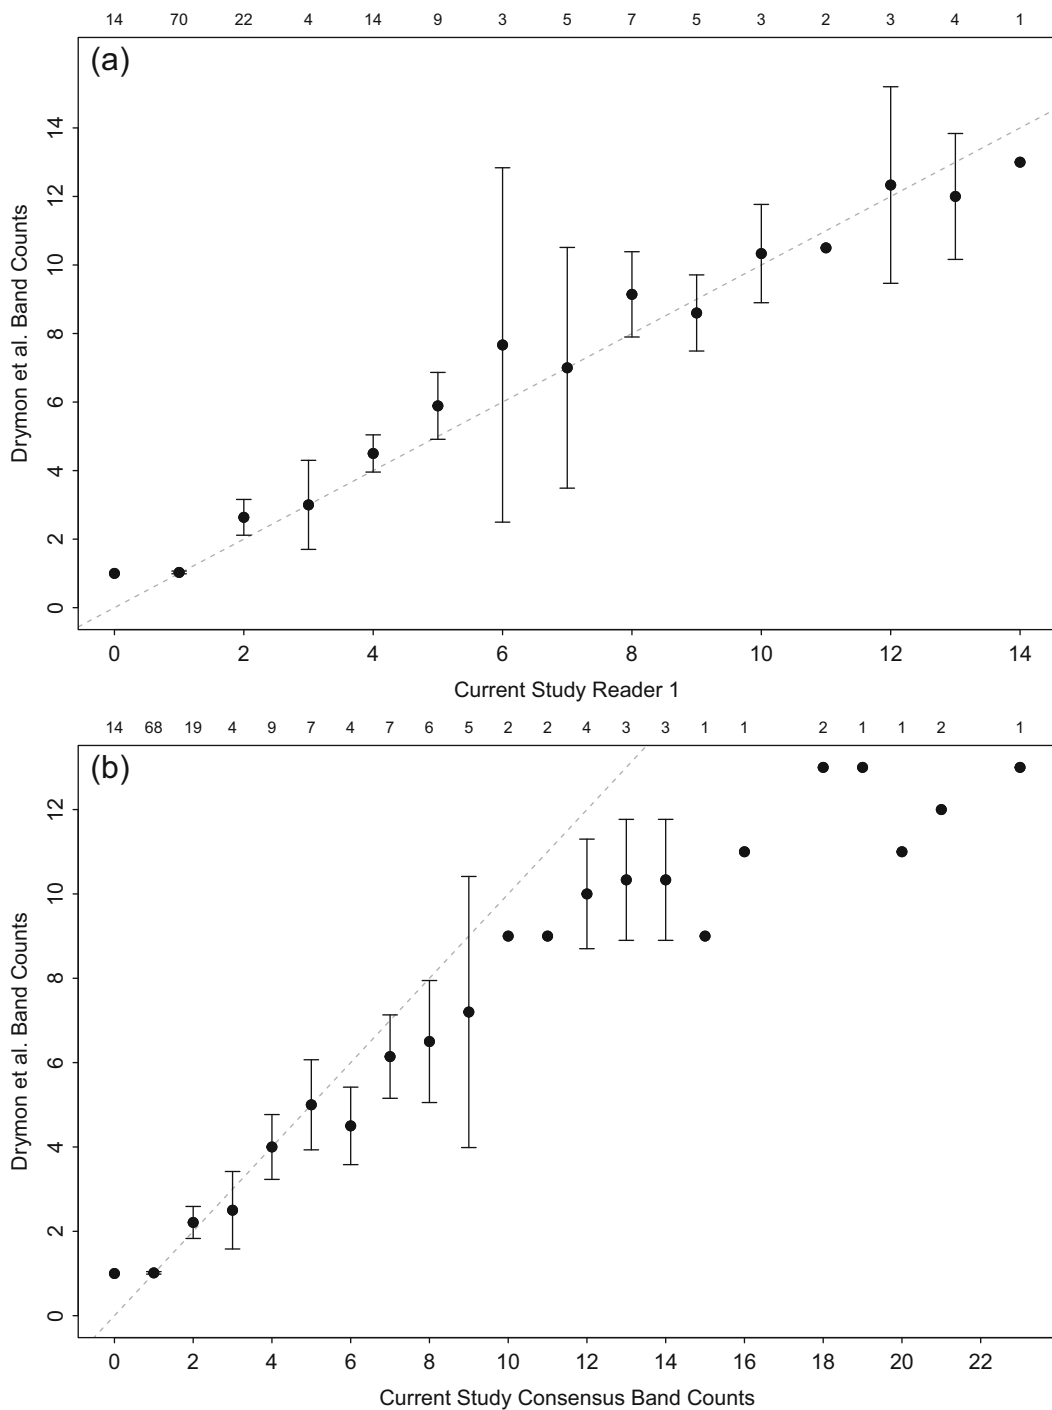 14 70 22 4 14 9 3 5 7 5 3 2 3 4 1
(a)
14
12
10
8
6
4
2
0
Drymon et al. Band Counts
0 2 4 6 8 10 12 14
Current Study Reader 1
14 68 19 4 9 7 4 7 6 5 2 2 4 3 3 1 1 2 1 1 2 1
(b)
12
10
8
6
4
2
0
Drymon et al. Band Counts
0 2 4 6 8 10 12 14 16 18 20 22
Current Study Consensus Band Counts